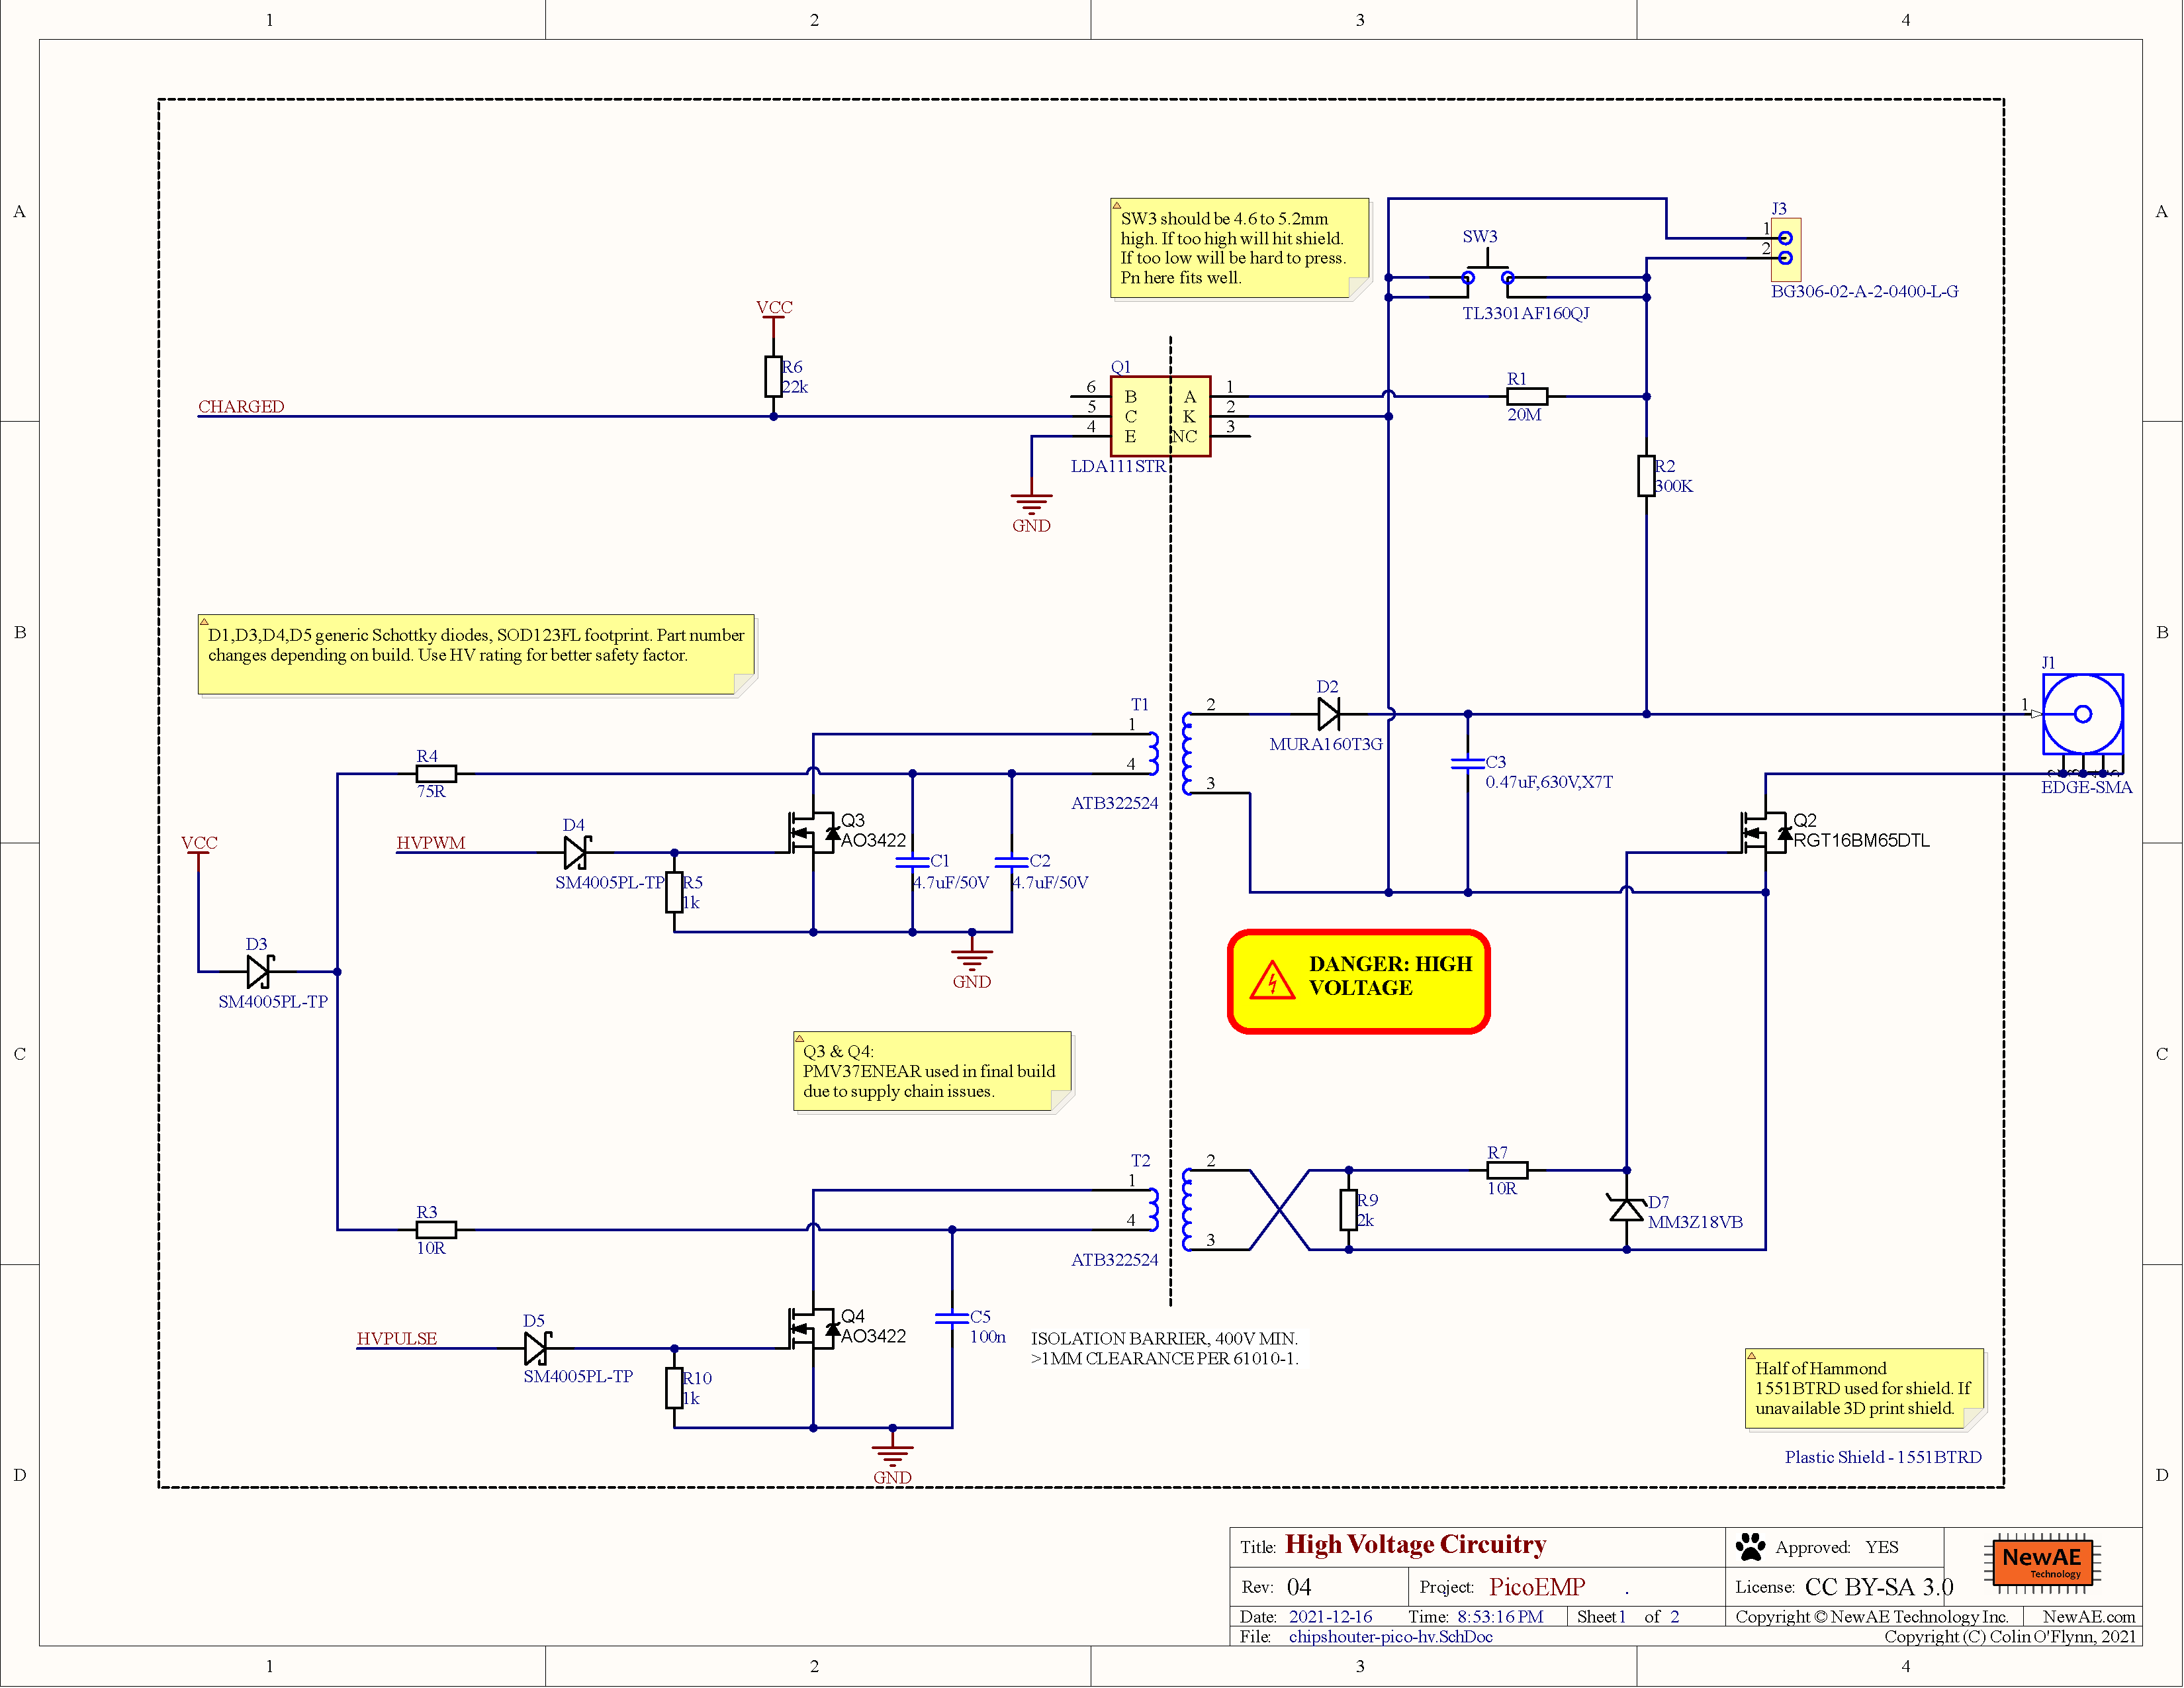 1 2 3 4
A A
B B
C C
D D
SW3 should be 4.6 to 5.2mm
high. If too high will hit shield.
If too low will be hard to press.
Pn here fits well.
SW3
TL3301AF160QJ
J3
1
2
BG306-02-A-2-0400-L-G
VCC
R6
22k
CHARGED
Q1
6 B A 1
5 C K 2
4 E NC 3
LDA111STR
GND
R1
20M
R2
300K
D1,D3,D4,D5 generic Schottky diodes, SOD123FL footprint. Part number
changes depending on build. Use HV rating for better safety factor.
T1
1
4
2
3
ATB322524
D2
MURA160T3G
C3
0.47uF,630V,X7T
J1
1
EDGE-SMA
R4
75R
HVPWM
D4
SM4005PL-TP
R5
1k
Q3
AO3422
C1
4.7uF/50V
C2
4.7uF/50V
GND
Q2
RGT16BM65DTL
VCC
D3
SM4005PL-TP
DANGER: HIGH
VOLTAGE
Q3 & Q4:
PMV37ENEAR used in final build
due to supply chain issues.
T2
1
4
2
3
ATB322524
R3
10R
R9
2k
R7
10R
D7
MM3Z18VB
HVPULSE
D5
SM4005PL-TP
R10
1k
Q4
AO3422
C5
100n
GND
ISOLATION BARRIER, 400V MIN.
>1MM CLEARANCE PER 61010-1.
Half of Hammond
1551BTRD used for shield. If
unavailable 3D print shield.
Plastic Shield - 1551BTRD
Title: High Voltage Circuitry
Approved: YES
Rev: 04
Project: PicoEMP .
License: CC BY-SA 3.0
NewAE
Technology
Date: 2021-12-16 Time: 8:53:16 PM Sheet 1 of 2
Copyright © NewAE Technology Inc. NewAE.com
File: chipshouter-pico-hv.SchDoc
Copyright (C) Colin O'Flynn, 2021
1 2 3 4